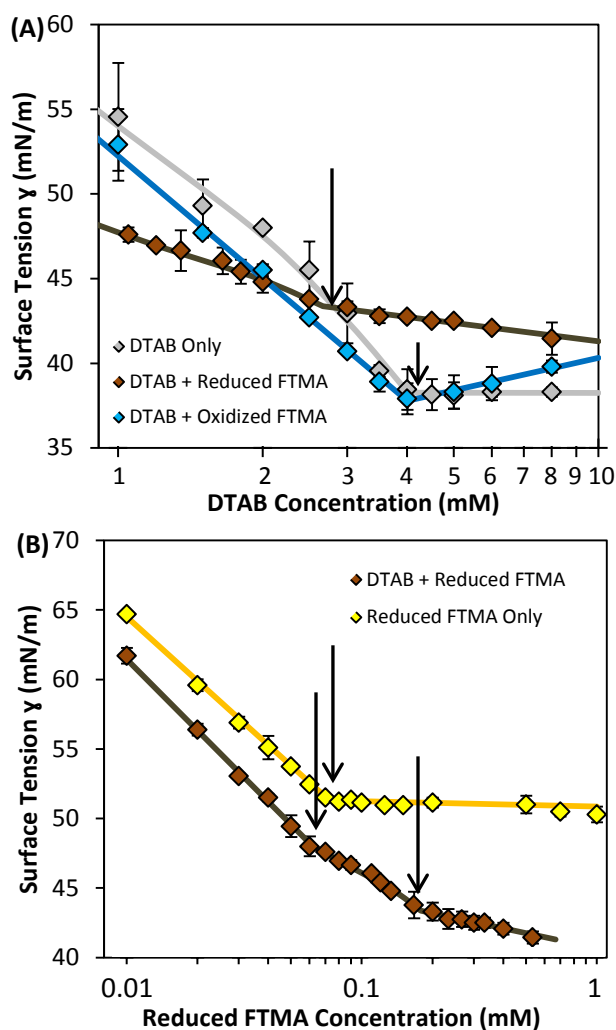 (A)
60
55
50
45
40
35
Surface Tension γ (mN/m)
DTAB Only
DTAB + Reduced FTMA
DTAB + Oxidized FTMA
1 2 3 4 5 6 7 8 9 10
DTAB Concentration (mM)
(B)
70
65
60
55
50
45
40
Surface Tension γ (mN/m)
DTAB + Reduced FTMA
Reduced FTMA Only
0.01 0.1 1
Reduced FTMA Concentration (mM)